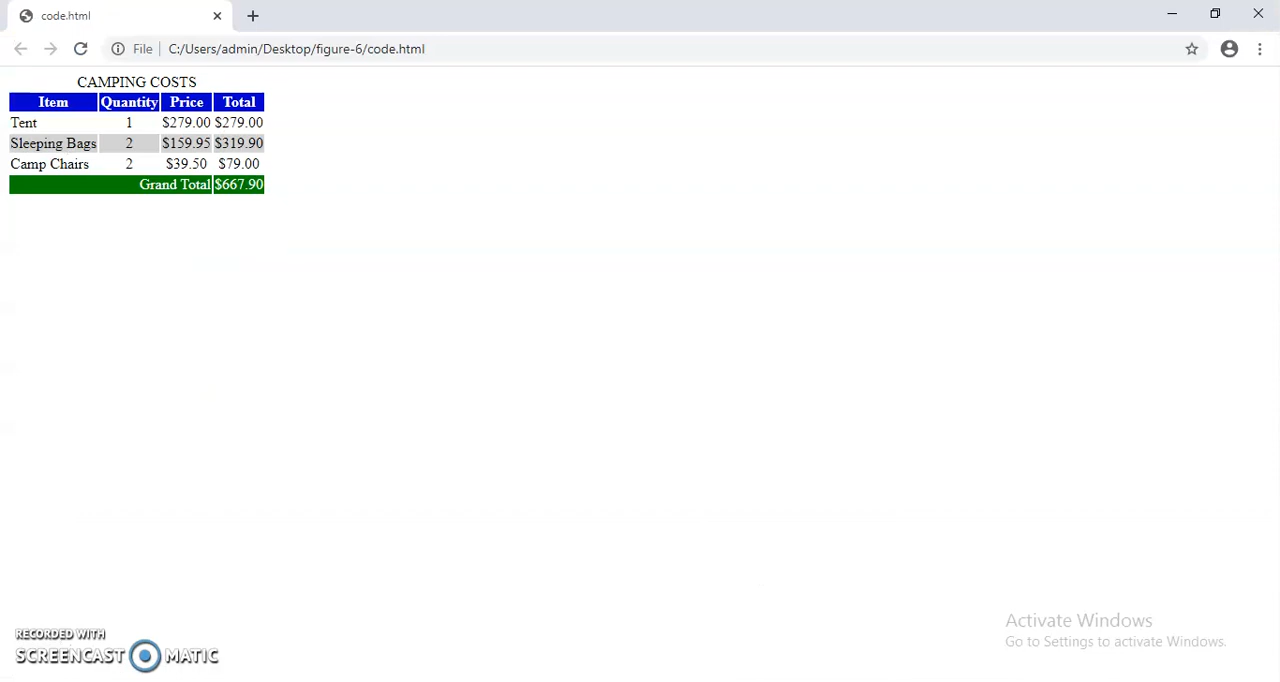 code.html
File C:/Users/admin/Desktop/figure-6/code.html
CAMPING COSTS
Item Quantity Price Total
Tent 1 $279.00 $279.00
Sleeping Bags 2 $159.95 $319.90
Camp Chairs 2 $39.50 $79.00
Grand Total $667.90
Activate Windows
Go to Settings to activate Windows.
RECORDED WITH
SCREENCAST MATIC